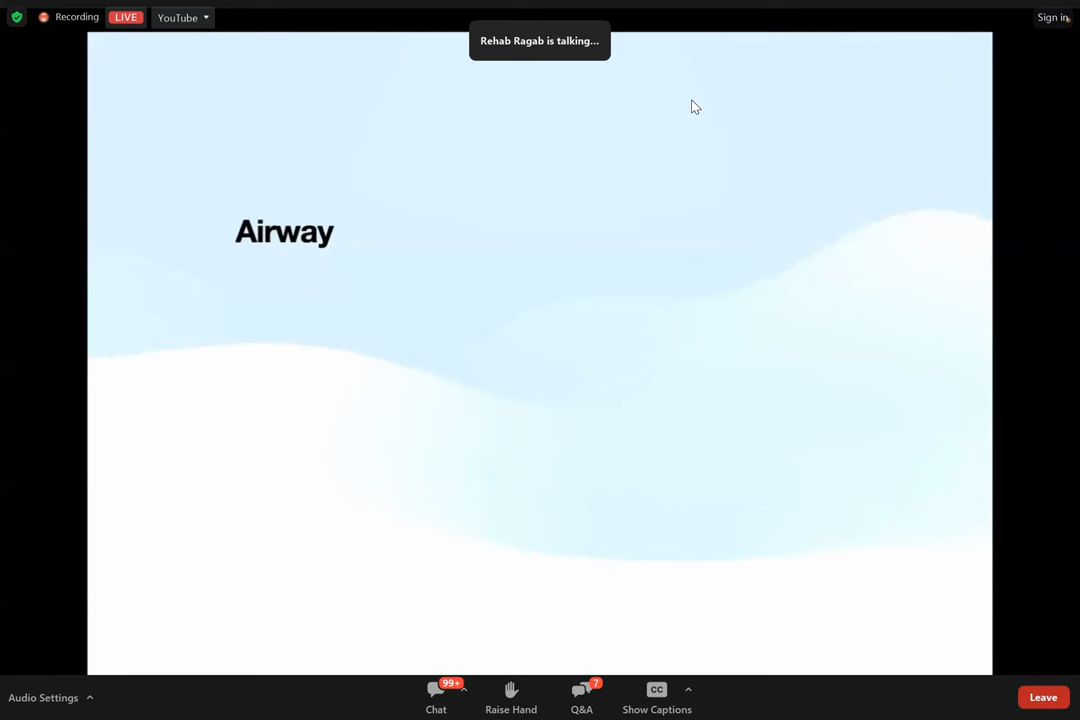 Recording
LIVE
YouTube
Sign in
Rehab Ragab is talking...
Airway
Audio Settings
99+
Chat
Raise Hand
7
Q&A
CC
Show Captions
Leave